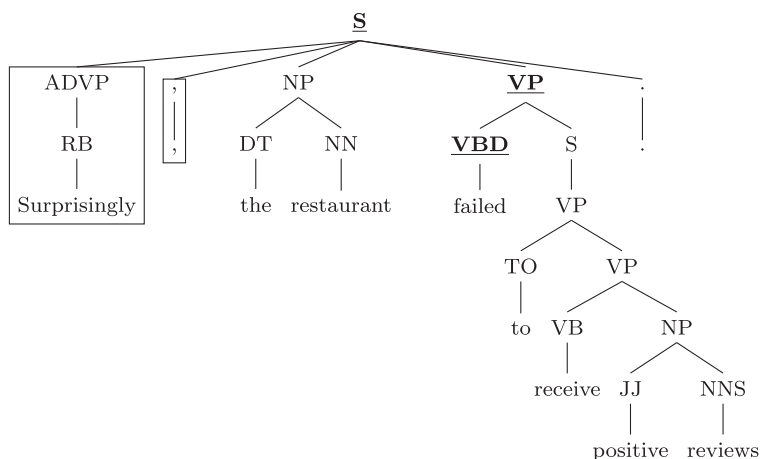 S
ADVP , NP VP .
RB , DT NN VBD S .
Surprisingly the restaurant failed VP
TO VP
to VB NP
receive JJ NNS
positive reviews